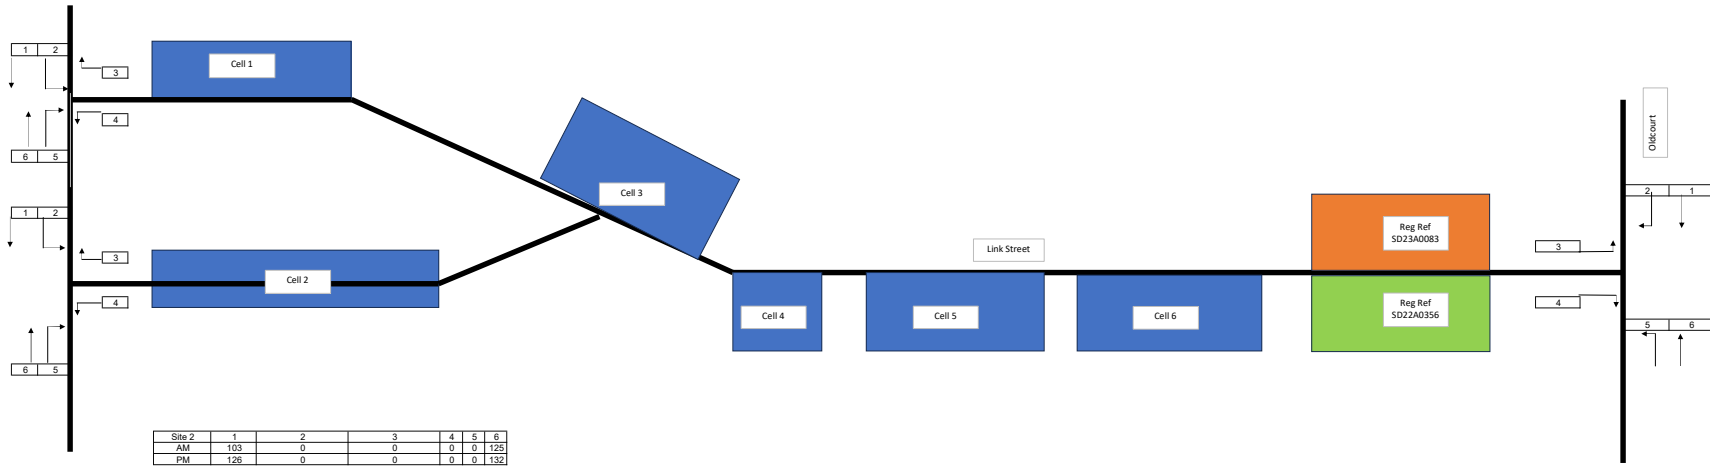 1 2
3
Cell 1
4
6 5
Cell 3
1 2
3
Cell 2
4
6 5
Link Street
Cell 4
Cell 5
Cell 6
Reg Ref
SD23A0083
Reg Ref
SD22A0356
Oldcourt
2 1
3
4
5 6
Site 2 1 2 3 4 5 6
AM 103 0 0 0 0 125
PM 126 0 0 0 0 132